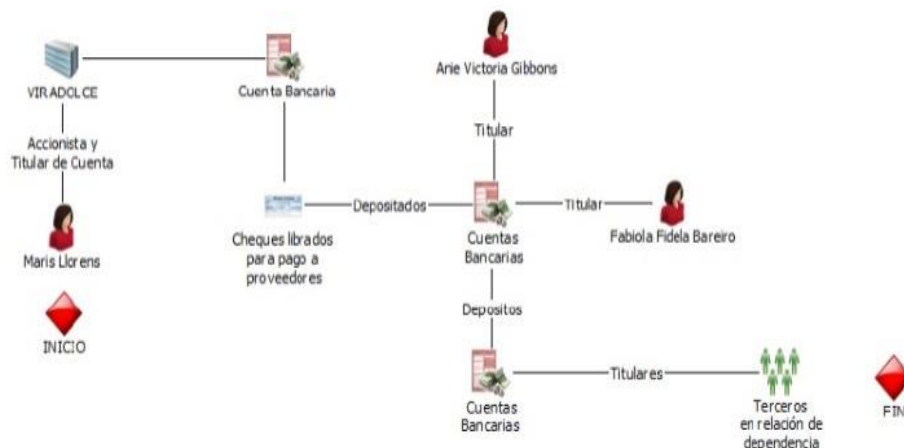 VIRADOLCE
Accionista y
Titular de Cuenta
Maris Llorens
INICIO
Cuenta Bancaria
Cheques librados
para pago a
proveedores
Depositados
Anie Victoria Gibbons
Titular
Cuentas
Bancarias
Titular
Fabiola Fidela Bareiro
Depositos
Cuentas
Bancarias
Titulares
Terceros
en relación de
dependencia
FIN